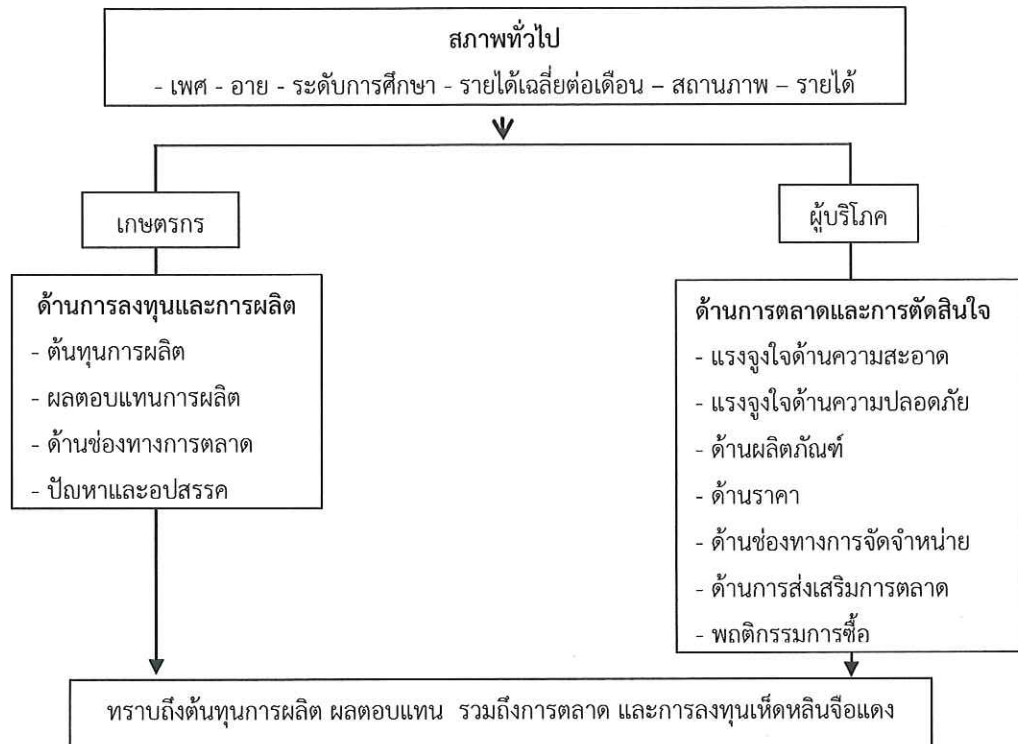 สภาพทั่วไป
- เพศ - อาย - ระดับการศึกษา - รายได้เฉลี่ยต่อเดือน – สถานภาพ – รายได้
เกษตรกร
ผู้บริโภค
ด้านการลงทุนและการผลิต
- ต้นทุนการผลิต
- ผลตอบแทนการผลิต
- ด้านช่องทางการตลาด
- ปัญหาและอปสรรค
ด้านการตลาดและการตัดสินใจ
- แรงจูงใจด้านความสะอาด
- แรงจูงใจด้านความปลอดภัย
- ด้านผลิตภัณฑ์
- ด้านราคา
- ด้านช่องทางการจัดจำหน่าย
- ด้านการส่งเสริมการตลาด
- พฤติกรรมการซื้อ
ทราบถึงต้นทุนการผลิต ผลตอบแทน รวมถึงการตลาด และการลงทุนเห็ดหลินจือแดง